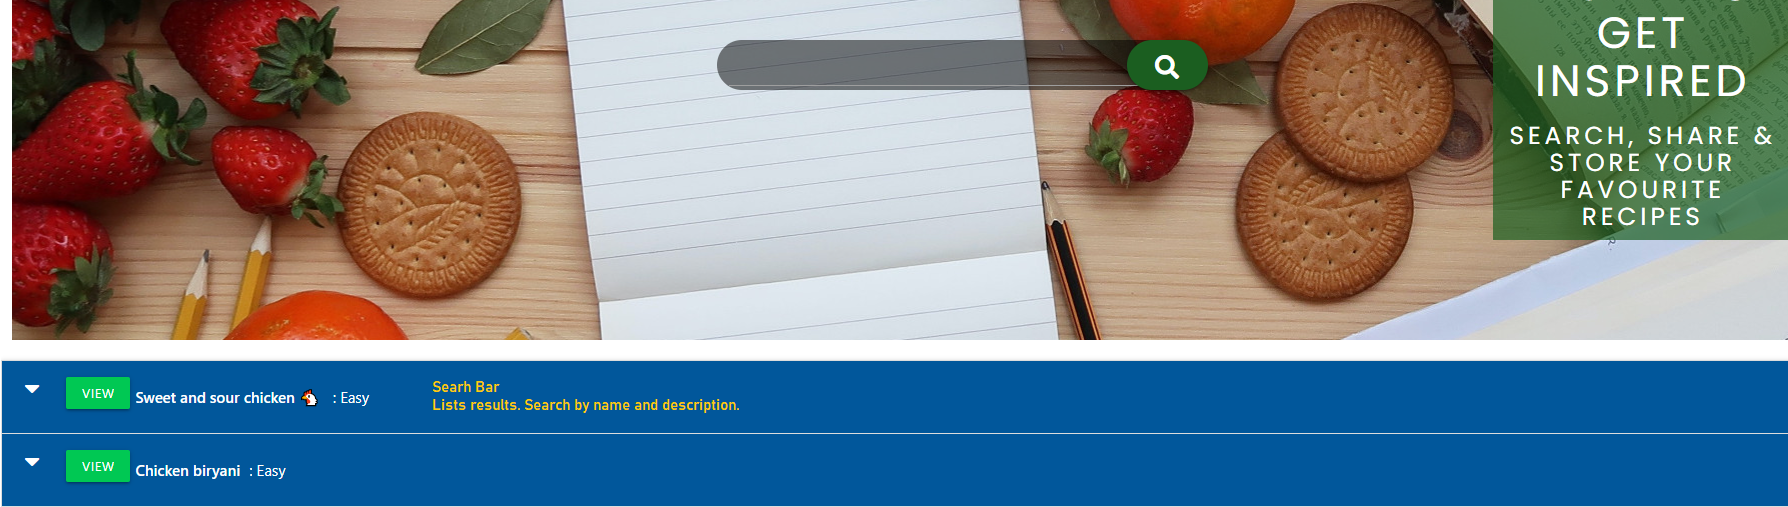 GET
INSPIRED
SEARCH, SHARE &
STORE YOUR
FAVOURITE
RECIPES
VIEW Sweet and sour chicken 🐔 : Easy
Searh Bar
Lists results. Search by name and description.
VIEW Chicken biryani : Easy